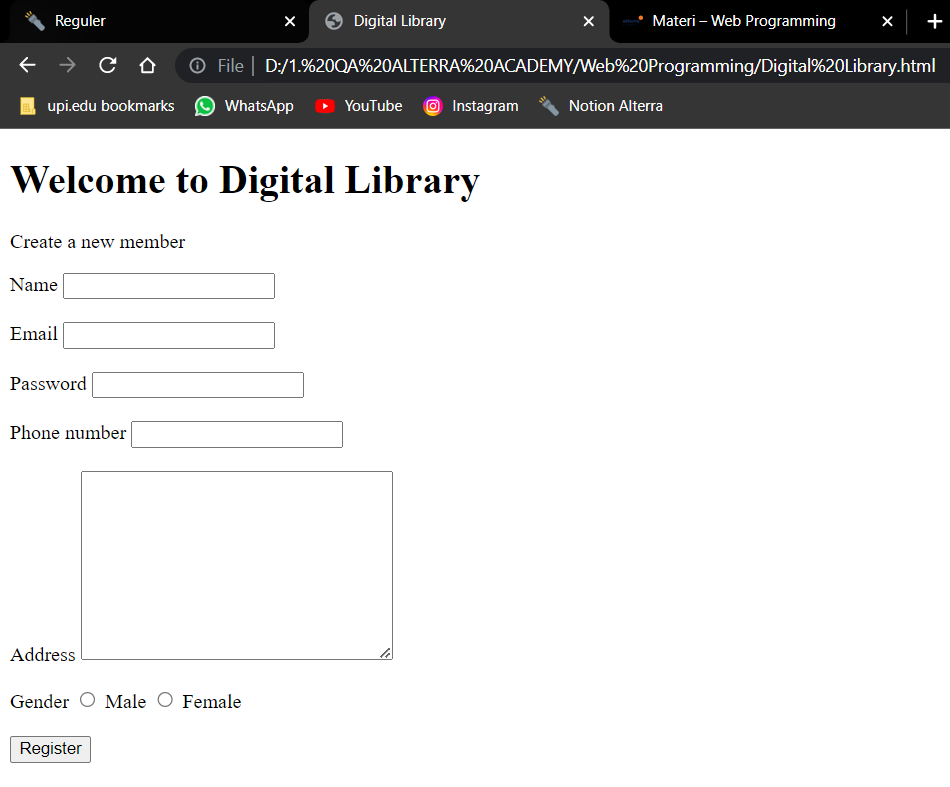 Reguler Digital Library Materi – Web Programming
File D:/1.%20QA%20ALTERRA%20ACADEMY/Web%20Programming/Digital%20Library.html
upi.edu bookmarks WhatsApp YouTube Instagram Notion Alterra
Welcome to Digital Library
Create a new member
Name
Email
Password
Phone number
Address
Gender Male Female
Register